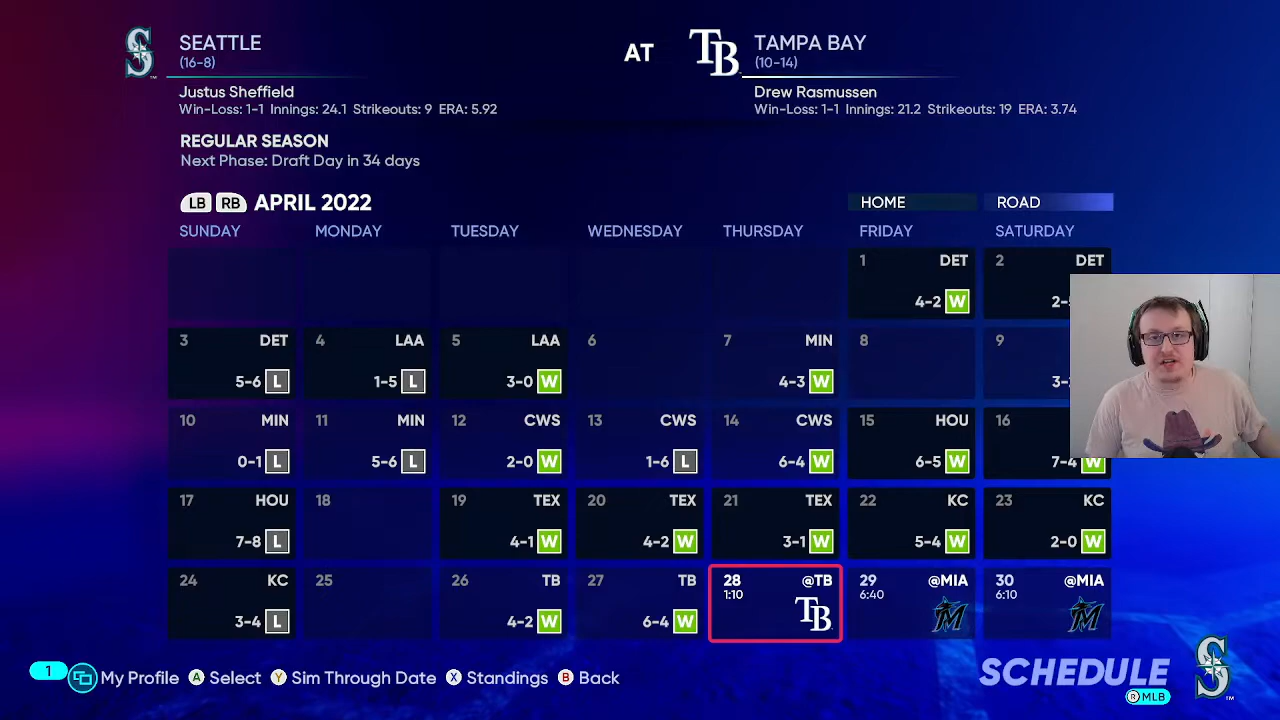 SEATTLE
(16-8)
AT
TAMPA BAY
(10-14)
Justus Sheffield
Win-Loss: 1-1 Innings: 24.1 Strikeouts: 9 ERA: 5.92
Drew Rasmussen
Win-Loss: 1-1 Innings: 21.2 Strikeouts: 19 ERA: 3.74
REGULAR SEASON
Next Phase: Draft Day in 34 days
LB RB APRIL 2022
HOME ROAD
SUNDAY MONDAY TUESDAY WEDNESDAY THURSDAY FRIDAY SATURDAY
1 DET 2 DET
4-2 W 2-
3 DET 4 LAA 5 LAA 6 7 MIN 8 9
5-6 L 1-5 L 3-0 W 4-3 W 3-
10 MIN 11 MIN 12 CWS 13 CWS 14 CWS 15 HOU 16
0-1 L 5-6 L 2-0 W 1-6 L 6-4 W 6-5 W 7-4 W
17 HOU 18 19 TEX 20 TEX 21 TEX 22 KC 23 KC
7-8 L 4-1 W 4-2 W 3-1 W 5-4 W 2-0 W
24 KC 25 26 TB 27 TB 28 @TB 29 @MIA 30 @MIA
1:10 6:40 6:10
3-4 L 4-2 W 6-4 W TB M M
1 My Profile A Select Y Sim Through Date X Standings B Back
SCHEDULE
R MLB